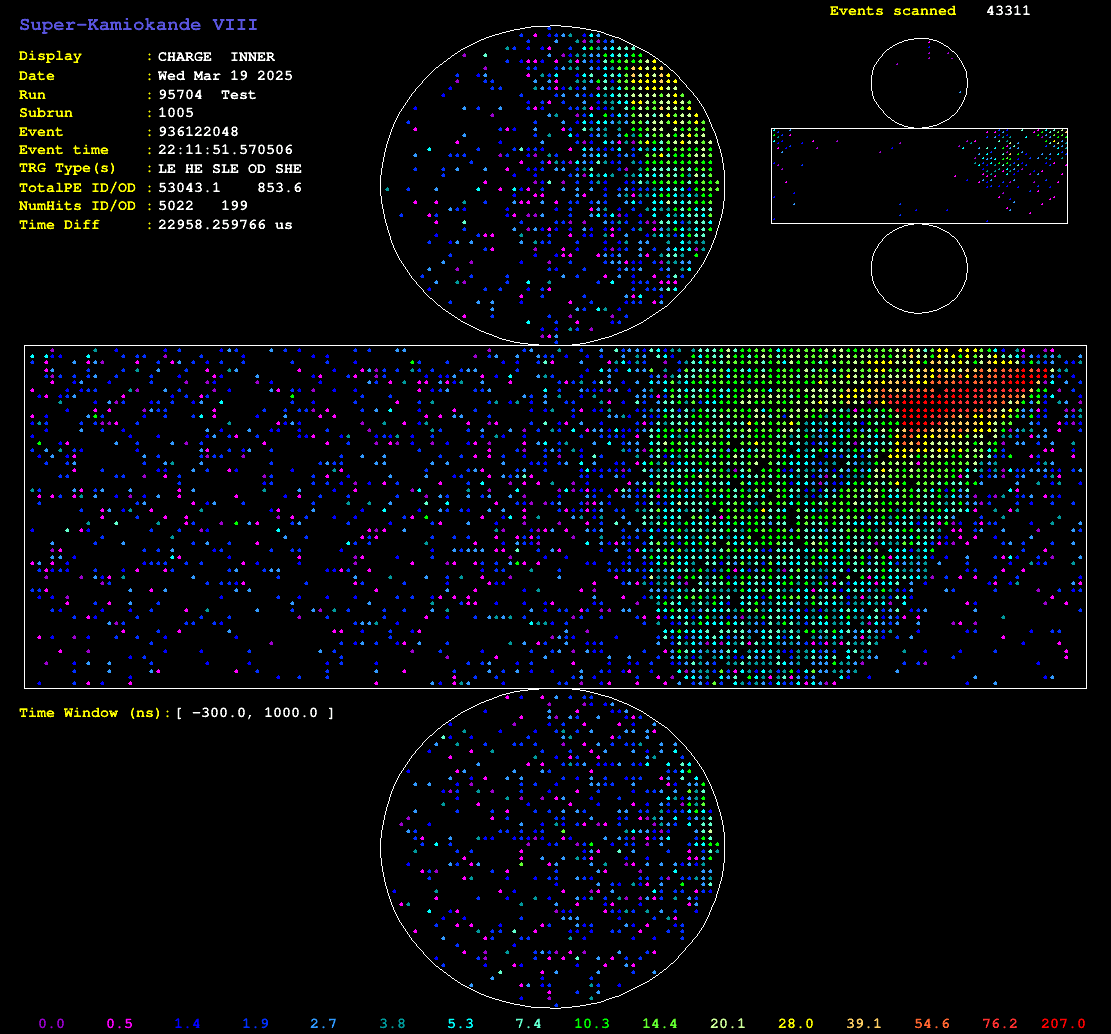 Super-Kamiokande VIII
Events scanned 43311
Display : CHARGE INNER
Date : Wed Mar 19 2025
Run : 95704 Test
Subrun : 1005
Event : 936122048
Event time : 22:11:51.570506
TRG Type(s) : LE HE SLE OD SHE
TotalPE ID/OD : 53043.1 853.6
NumHits ID/OD : 5022 199
Time Diff : 22958.259766 us
Time Window (ns): [ -300.0, 1000.0 ]
0.0 0.5 1.4 1.9 2.7 3.8 5.3 7.4 10.3 14.4 20.1 28.0 39.1 54.6 76.2 207.0